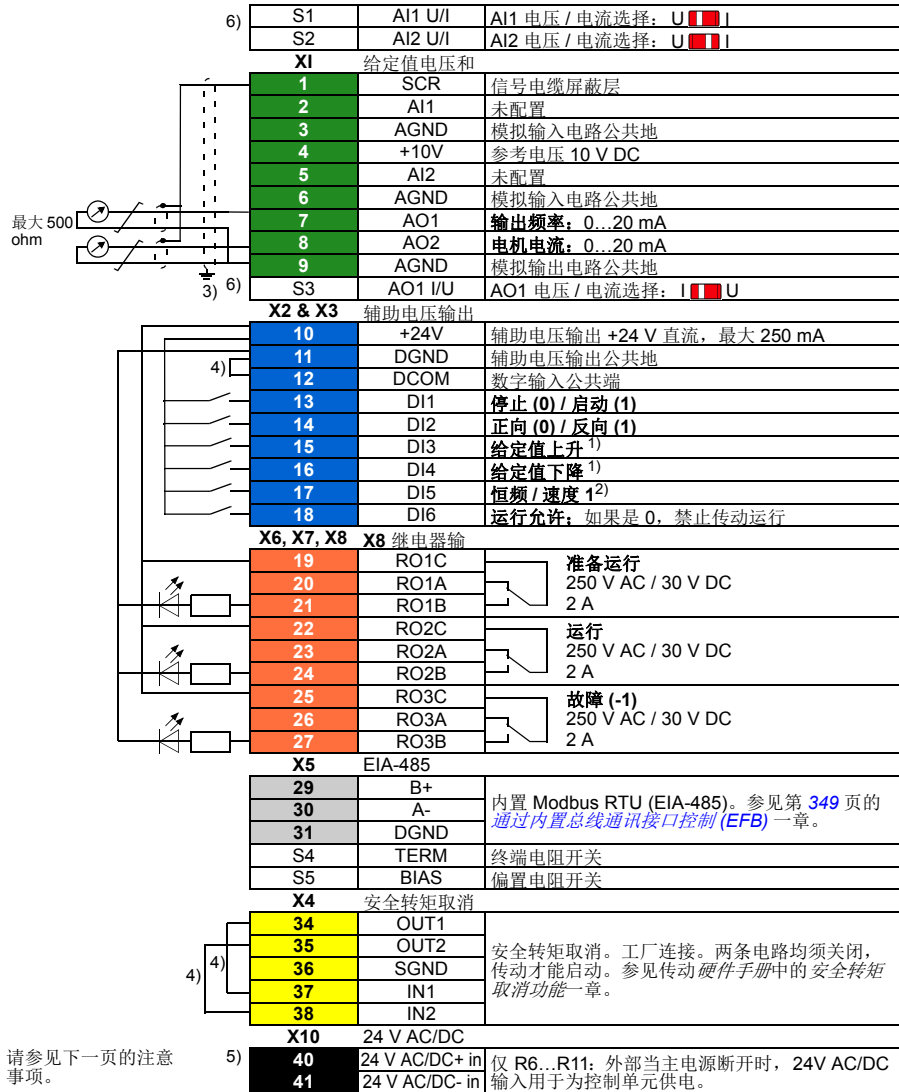 6) S1 AI1 U/I AI1 电压 / 电流选择： U I
S2 AI2 U/I AI2 电压 / 电流选择： U I
XI 给定值电压和
1 SCR 信号电缆屏蔽层
2 AI1 未配置
3 AGND 模拟输入电路公共地
4 +10V 参考电压 10 V DC
5 AI2 未配置
6 AGND 模拟输入电路公共地
最大 500
ohm
7 AO1 输出频率：0…20 mA
8 AO2 电机电流：0…20 mA
9 AGND 模拟输出电路公共地
3) 6) S3 AO1 I/U AO1 电压 / 电流选择： I U
X2 & X3 辅助电压输出
10 +24V 辅助电压输出 +24 V 直流，最大 250 mA
11 DGND 辅助电压输出公共地
4)
12 DCOM 数字输入公共端
13 DI1 停止 (0) / 启动 (1)
14 DI2 正向 (0) / 反向 (1)
15 DI3 给定值上升 1)
16 DI4 给定值下降 1)
17 DI5 恒频 / 速度 1 2)
18 DI6 运行允许：如果是 0，禁止传动运行
X6, X7, X8 X8 继电器输
19 RO1C 准备运行
20 RO1A 250 V AC / 30 V DC
21 RO1B 2 A
22 RO2C 运行
23 RO2A 250 V AC / 30 V DC
24 RO2B 2 A
25 RO3C 故障 (-1)
26 RO3A 250 V AC / 30 V DC
27 RO3B 2 A
X5 EIA-485
29 B+
30 A-
31 DGND
内置 Modbus RTU (EIA-485)。参见第 349 页的
通过内置总线通讯接口控制 (EFB) 一章。
S4 TERM 终端电阻开关
S5 BIAS 偏置电阻开关
X4 安全转矩取消
34 OUT1
35 OUT2
36 SGND
37 IN1
38 IN2
4) 4)
安全转矩取消。工厂连接。两条电路均须关闭，
传动才能启动。参见传动硬件手册中的安全转矩
取消功能一章。
X10 24 V AC/DC
5) 40 24 V AC/DC+ in
41 24 V AC/DC- in
仅 R6…R11：外部当主电源断开时，24V AC/DC
输入用于为控制单元供电。
请参见下一页的注意
事项。